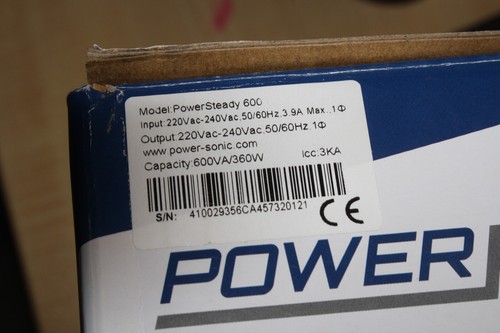 Model:PowerSteady 600
Input:220Vac-240Vac,50/60Hz,3.9A Max.,1Φ
Output:220Vac-240Vac,50/60Hz,1Φ
www.power-sonic.com
Capacity:600VA/360W Icc:3KA
S/N: 410029356CA457320121
CE
POWER